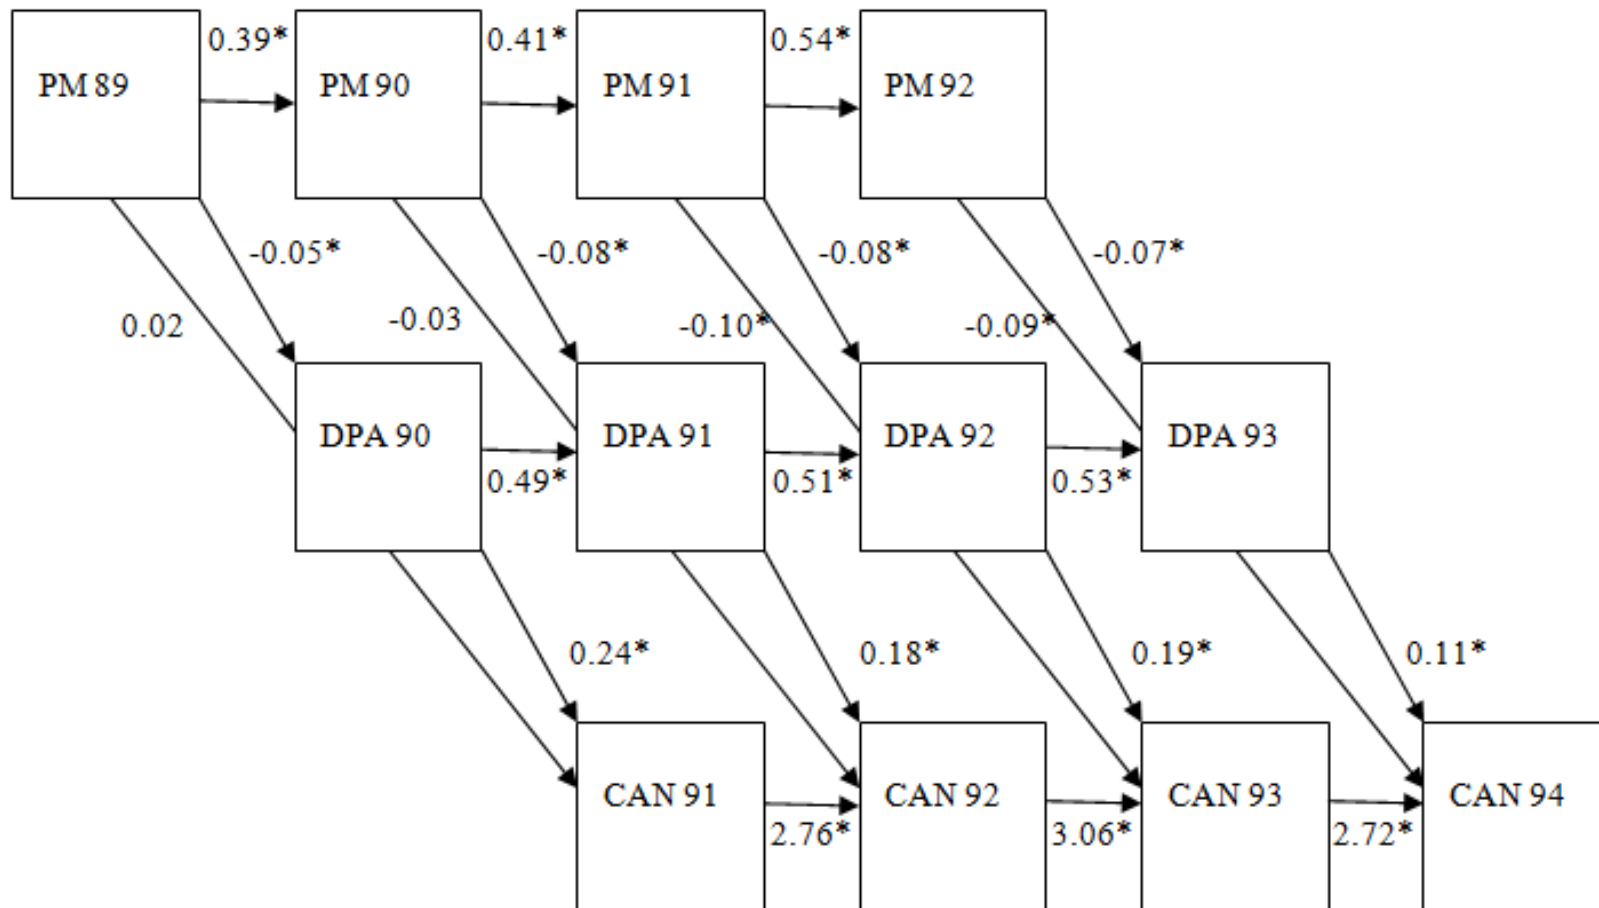 0.39*
0.41*
0.54*
PM 89
PM 90
PM 91
PM 92
-0.05*
-0.08*
-0.08*
-0.07*
0.02
-0.03
-0.10*
-0.09*
DPA 90
DPA 91
DPA 92
DPA 93
0.49*
0.51*
0.53*
0.24*
0.18*
0.19*
0.11*
CAN 91
CAN 92
CAN 93
CAN 94
2.76*
3.06*
2.72*